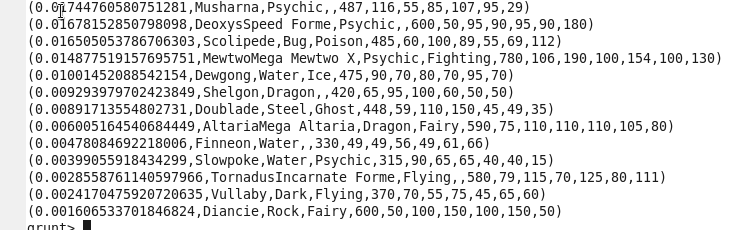 (0.01744760580751281,Musharna,Psychic,,487,116,55,85,107,95,29)
(0.01678152850798098,DeoxysSpeed Forme,Psychic,,600,50,95,90,95,90,180)
(0.016505053786706303,Scolipede,Bug,Poison,485,60,100,89,55,69,112)
(0.014877519157695751,MewtwoMega Mewtwo X,Psychic,Fighting,780,106,190,100,154,100,130)
(0.01001452088542154,Dewgong,Water,Ice,475,90,70,80,70,95,70)
(0.009293979702423849,Shelgon,Dragon,,420,65,95,100,60,50,50)
(0.00891713554802731,Doublade,Steel,Ghost,448,59,110,150,45,49,35)
(0.006005164540684449,AltariaMega Altaria,Dragon,Fairy,590,75,110,110,110,105,80)
(0.00478084692218006,Finneon,Water,,330,49,49,56,49,61,66)
(0.00399055918434299,Slowpoke,Water,Psychic,315,90,65,65,40,40,15)
(0.0028558761140597966,TornadusIncarnate Forme,Flying,,580,79,115,70,125,80,111)
(0.0024170475920720635,Vullaby,Dark,Flying,370,70,55,75,45,65,60)
(0.001606533701846824,Diancie,Rock,Fairy,600,50,100,150,100,150,50)
grunt>